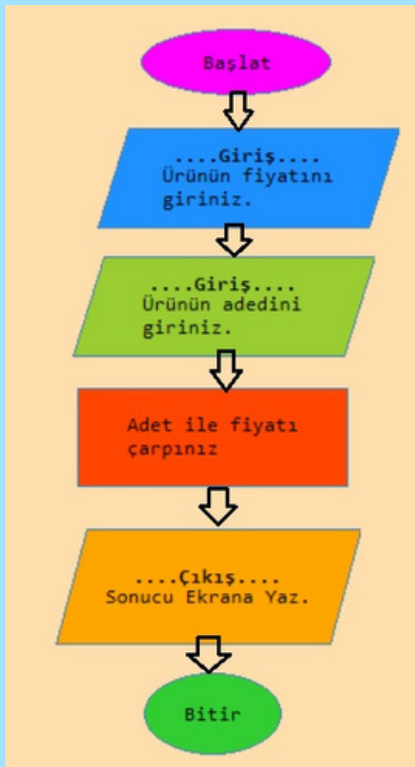 Başlat
....Giriş....
Ürünün fiyatını
giriniz.
....Giriş....
Ürünün adedini
giriniz.
Adet ile fiyatı
çarpınız
....Çıkış....
Sonucu Ekrana Yaz.
Bitir